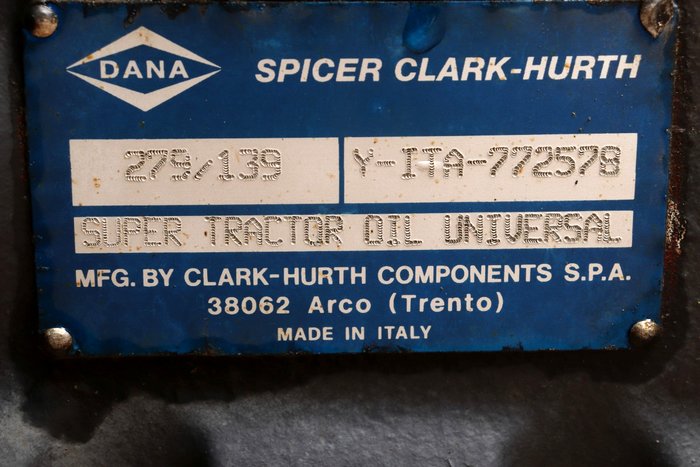 DANA SPICER CLARK-HURTH
279/139 Y-ITA-772578
SUPER TRACTOR OIL UNIVERSAL
MFG. BY CLARK-HURTH COMPONENTS S.P.A.
38062 Arco (Trento)
MADE IN ITALY